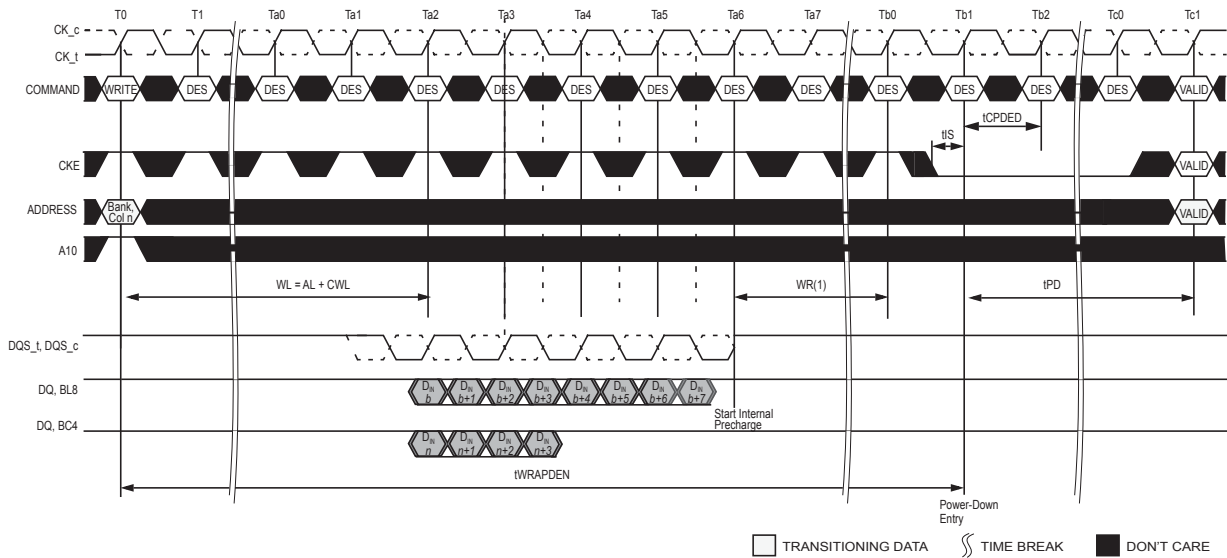 T0 T1 Ta0 Ta1 Ta2 Ta3 Ta4 Ta5 Ta6 Ta7 Tb0 Tb1 Tb2 Tc0 Tc1
CK_c
CK_t
COMMAND WRITE DES DES DES DES DES DES DES DES DES DES DES DES DES VALID
tCPDED
tIS
CKE VALID
ADDRESS Bank, Col n VALID
A10
WL = AL + CWL WR(1) tPD
DQS_t, DQS_c
DQ, BL8 DIN b DIN b+1 DIN b+2 DIN b+3 DIN b+4 DIN b+5 DIN b+6 DIN b+7
Start Internal
Precharge
DQ, BC4 DIN n DIN n+1 DIN n+2 DIN n+3
tWRAPDEN
Power-Down
Entry
TRANSITIONING DATA TIME BREAK DON'T CARE